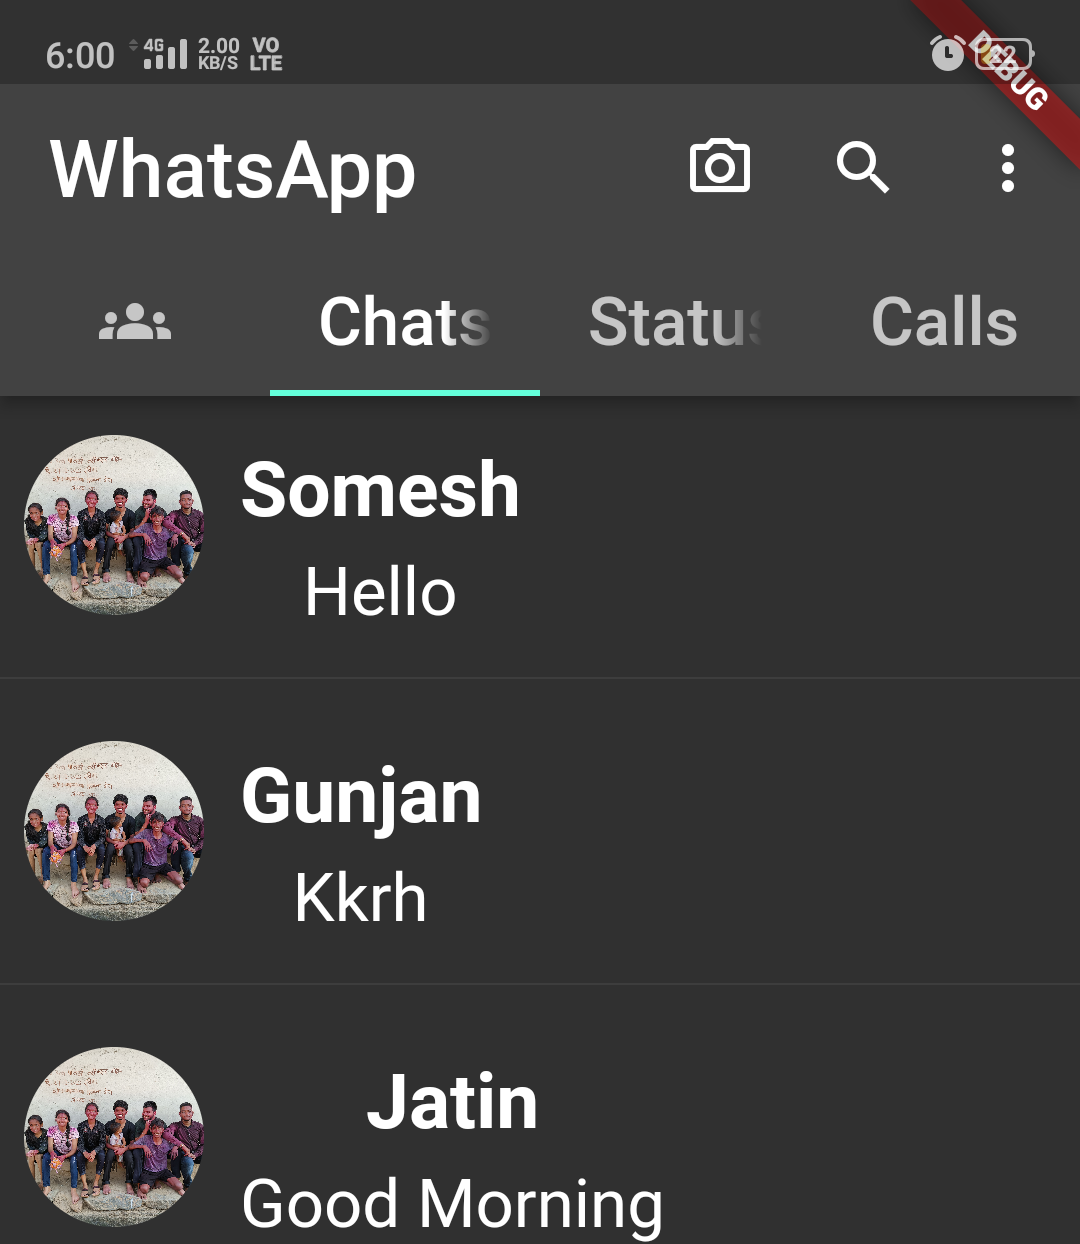 6:00 4G 2.00 KB/S VO LTE
DEBUG
WhatsApp
Chats Status Calls
Somesh
Hello
Gunjan
Kkrh
Jatin
Good Morning